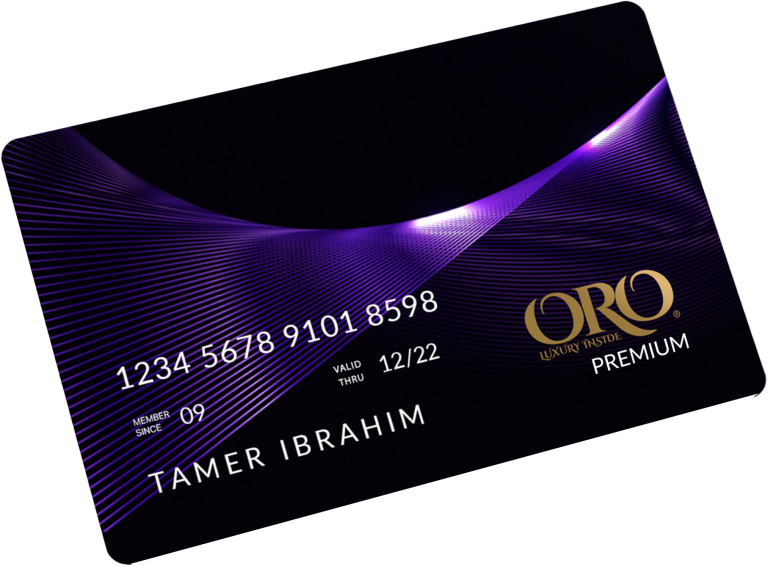 1234 5678 9101 8598
VALID
THRU
12/22
MEMBER
SINCE
09
TAMER IBRAHIM
ORO
®
LUXURY INSIDE
PREMIUM